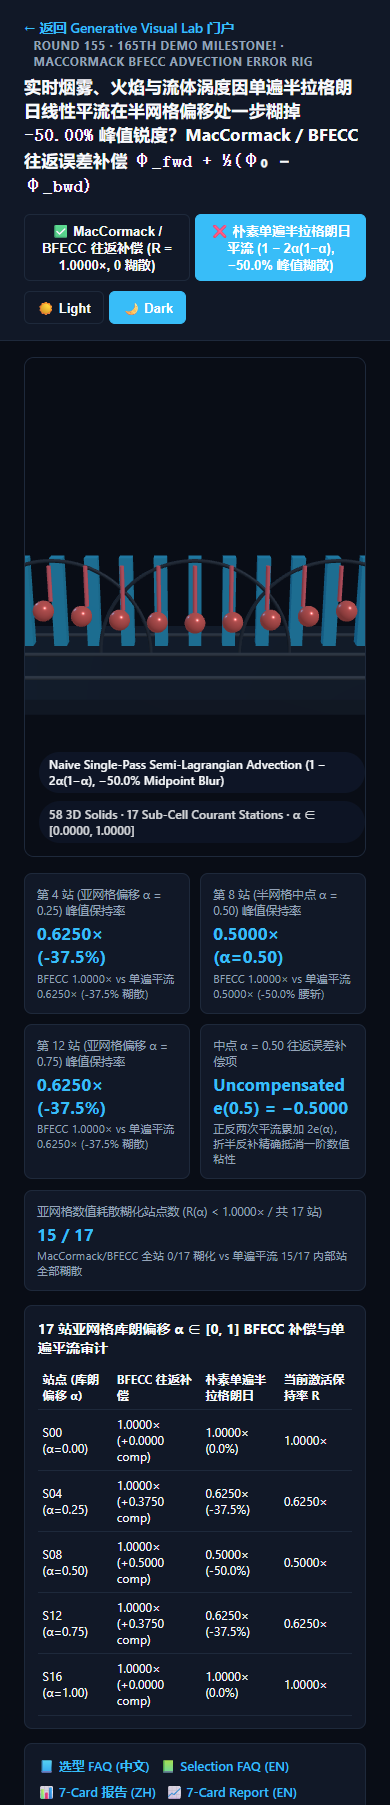 ← 返回 Generative Visual Lab 门户
ROUND 155 · 165TH DEMO MILESTONE! ·
MACCORMACK BFECC ADVECTION ERROR RIG
实时烟雾、火焰与流体涡度因单遍半拉格朗
日线性平流在半网格偏移处一步糊掉
-50.00% 峰值锐度？MacCormack / BFECC
往返误差补偿 φ_fwd + ½(φ₀ −
φ_bwd)
✅ MacCormack /
BFECC 往返补偿 (R =
1.0000×, 0 糊散)
❌ 朴素单遍半拉格朗日
平流 (1 − 2α(1−α),
−50.0% 峰值糊散)
☀️ Light
🌙 Dark
Naive Single-Pass Semi-Lagrangian Advection (1 −
2α(1−α), −50.0% Midpoint Blur)
58 3D Solids · 17 Sub-Cell Courant Stations · α ∈
[0.0000, 1.0000]
第 4 站 (亚网格偏移 α =
0.25) 峰值保持率
0.6250×
(-37.5%)
BFECC 1.0000× vs 单遍平流
0.6250× (-37.5% 糊散)
第 8 站 (半网格中点 α =
0.50) 峰值保持率
0.5000×
(α=0.50)
BFECC 1.0000× vs 单遍平流
0.5000× (-50.0% 腰斩)
第 12 站 (亚网格偏移 α =
0.75) 峰值保持率
0.6250×
(-37.5%)
BFECC 1.0000× vs 单遍平流
0.6250× (-37.5% 糊散)
中点 α = 0.50 往返误差补
偿项
Uncompensated
e(0.5) = −0.5000
正反两次平流累加 2e(α)，
折半反补精确抵消一阶数值
粘性
亚网格数值耗散糊化站点数 (R(α) < 1.0000× / 共 17 站)
15 / 17
MacCormack/BFECC 全站 0/17 糊化 vs 单遍平流 15/17 内部站
全部糊散
17 站亚网格库朗偏移 α ∈ [0, 1] BFECC 补偿与单
遍平流审计
站点 (库朗
偏移 α)
BFECC 往返补
偿
朴素单遍半
拉格朗日
当前激活保
持率 R
S00
(α=0.00)
1.0000×
(+0.0000
comp)
1.0000×
(0.0%)
1.0000×
S04
(α=0.25)
1.0000×
(+0.3750
comp)
0.6250×
(-37.5%)
0.6250×
S08
(α=0.50)
1.0000×
(+0.5000
comp)
0.5000×
(-50.0%)
0.5000×
S12
(α=0.75)
1.0000×
(+0.3750
comp)
0.6250×
(-37.5%)
0.6250×
S16
(α=1.00)
1.0000×
(+0.0000
comp)
1.0000×
(0.0%)
1.0000×
📘 选型 FAQ (中文)
📗 Selection FAQ (EN)
📊 7-Card 报告 (ZH)
📈 7-Card Report (EN)